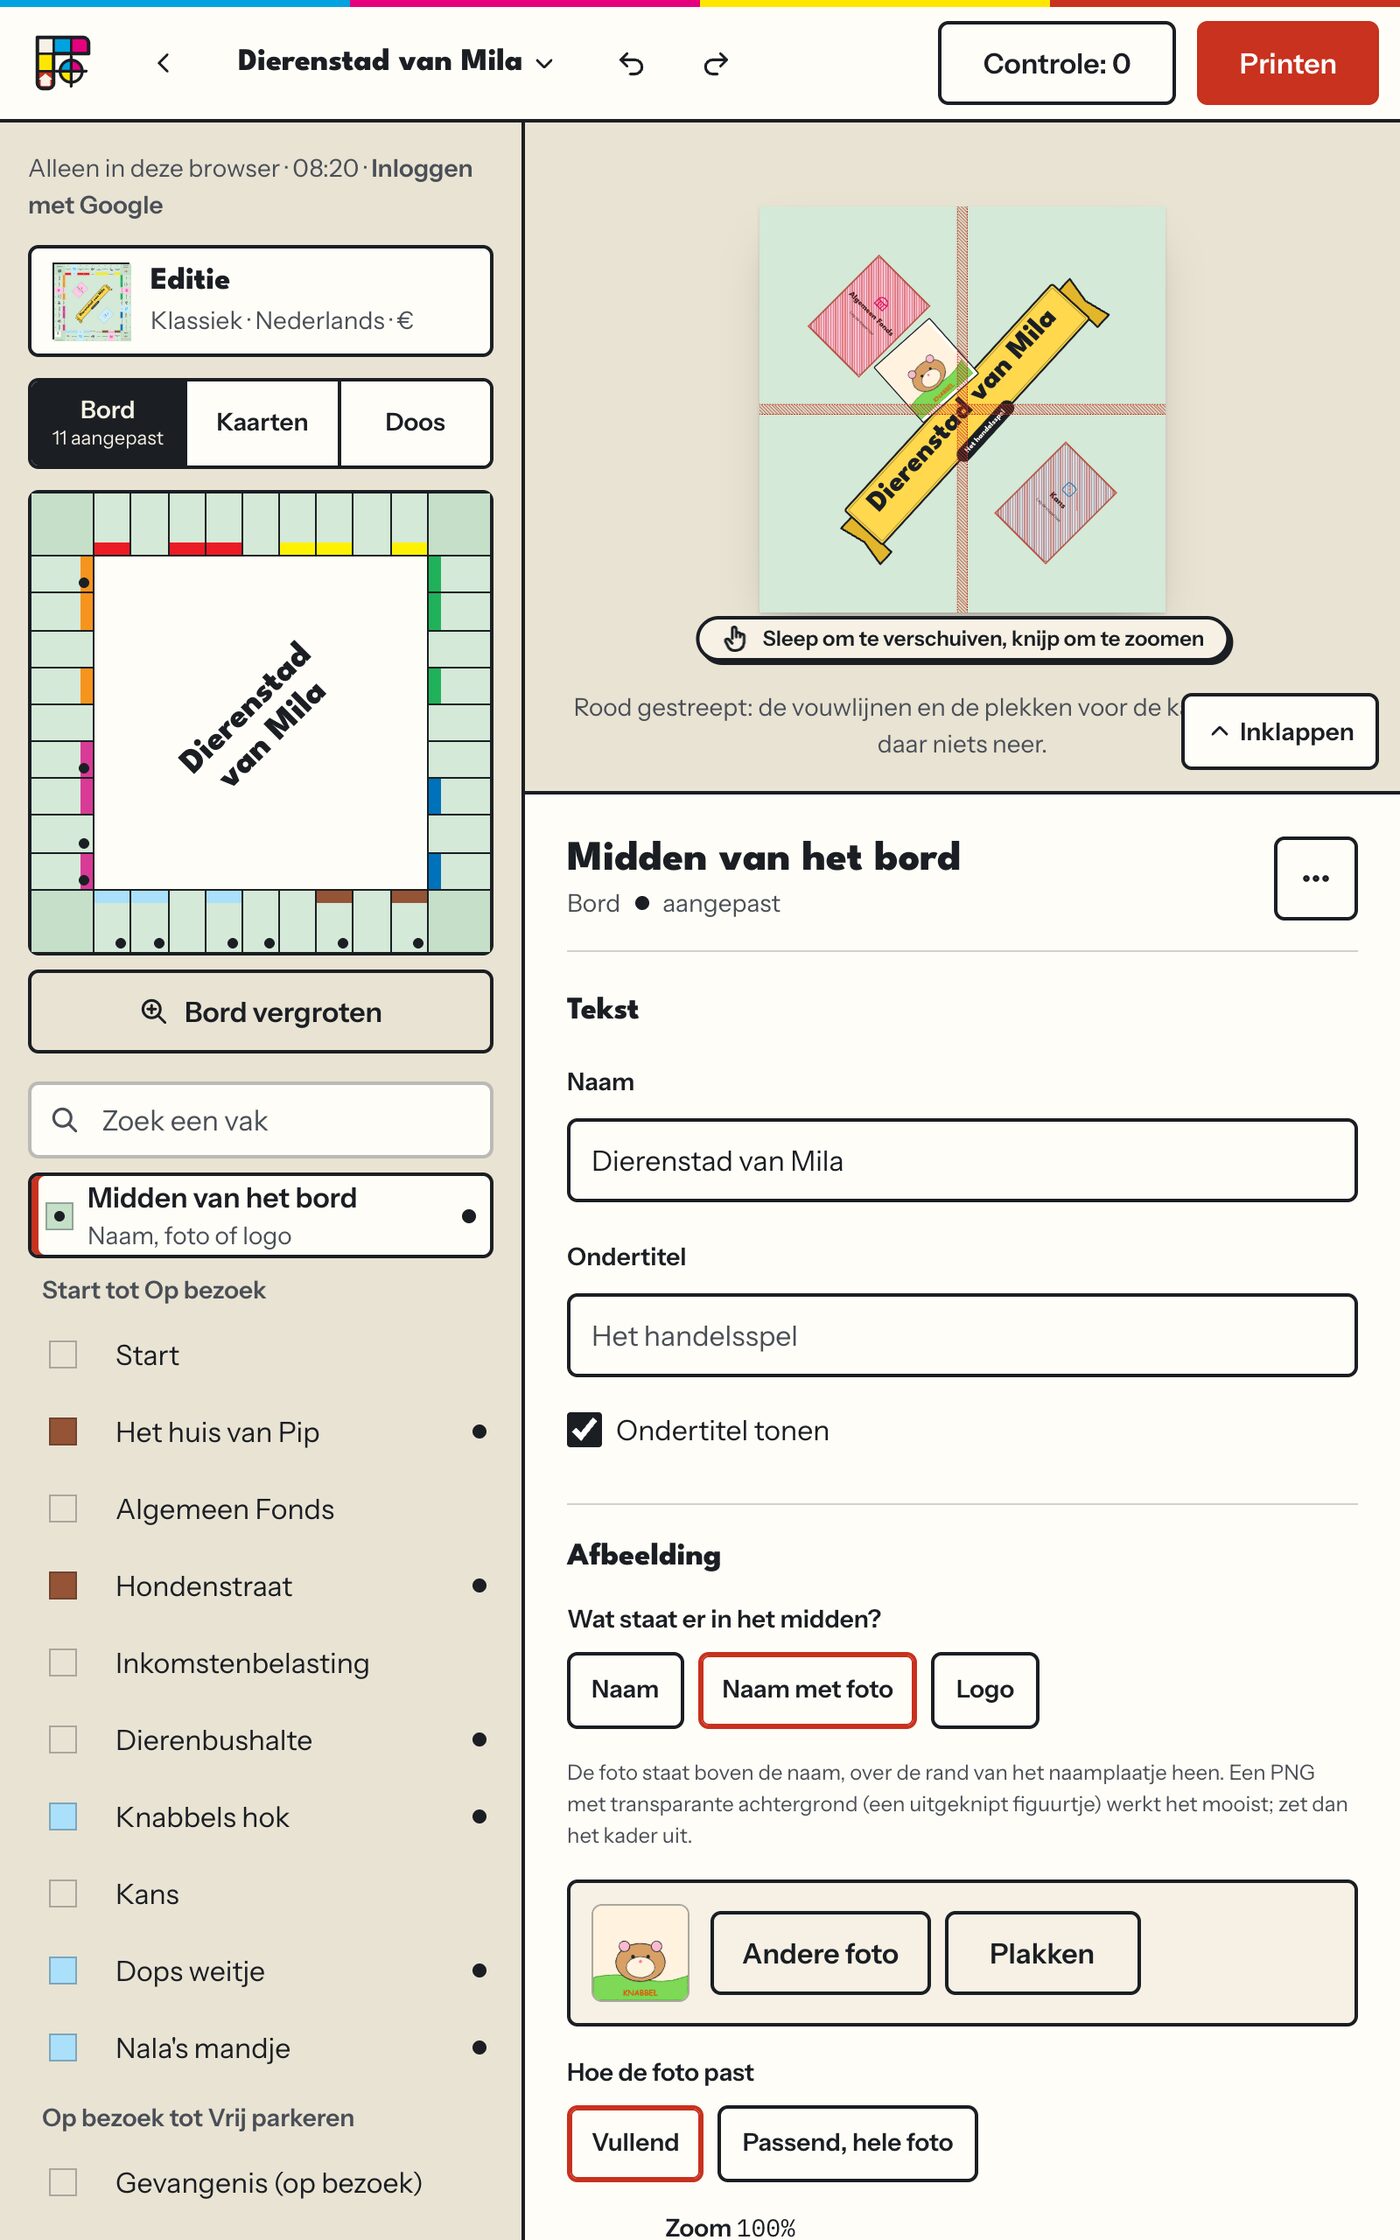 Dierenstad van Mila
Controle: 0
Printen
Alleen in deze browser · 08:20 · Inloggen
met Google
Editie
Klassiek · Nederlands · €
Bord
11 aangepast
Kaarten
Doos
Dierenstad
van Mila
Bord vergroten
Zoek een vak
Midden van het bord
Naam, foto of logo
Start tot Op bezoek
Start
Het huis van Pip
Algemeen Fonds
Hondenstraat
Inkomstenbelasting
Dierenbushalte
Knabbels hok
Kans
Dops weitje
Nala's mandje
Op bezoek tot Vrij parkeren
Gevangenis (op bezoek)
Algemeen Fonds
KNABBEL
Dierenstad van Mila
Het handelsspel
Kans
Sleep om te verschuiven, knijp om te zoomen
Rood gestreept: de vouwlijnen en de plekken voor de
daar niets neer.
Inklappen
Midden van het bord
Bord ● aangepast
Tekst
Naam
Dierenstad van Mila
Ondertitel
Het handelsspel
Ondertitel tonen
Afbeelding
Wat staat er in het midden?
Naam
Naam met foto
Logo
De foto staat boven de naam, over de rand van het naamplaatje heen. Een PNG
met transparante achtergrond (een uitgeknipt figuurtje) werkt het mooist; zet dan
het kader uit.
KNABBEL
Andere foto
Plakken
Hoe de foto past
Vullend
Passend, hele foto
Zoom 100%